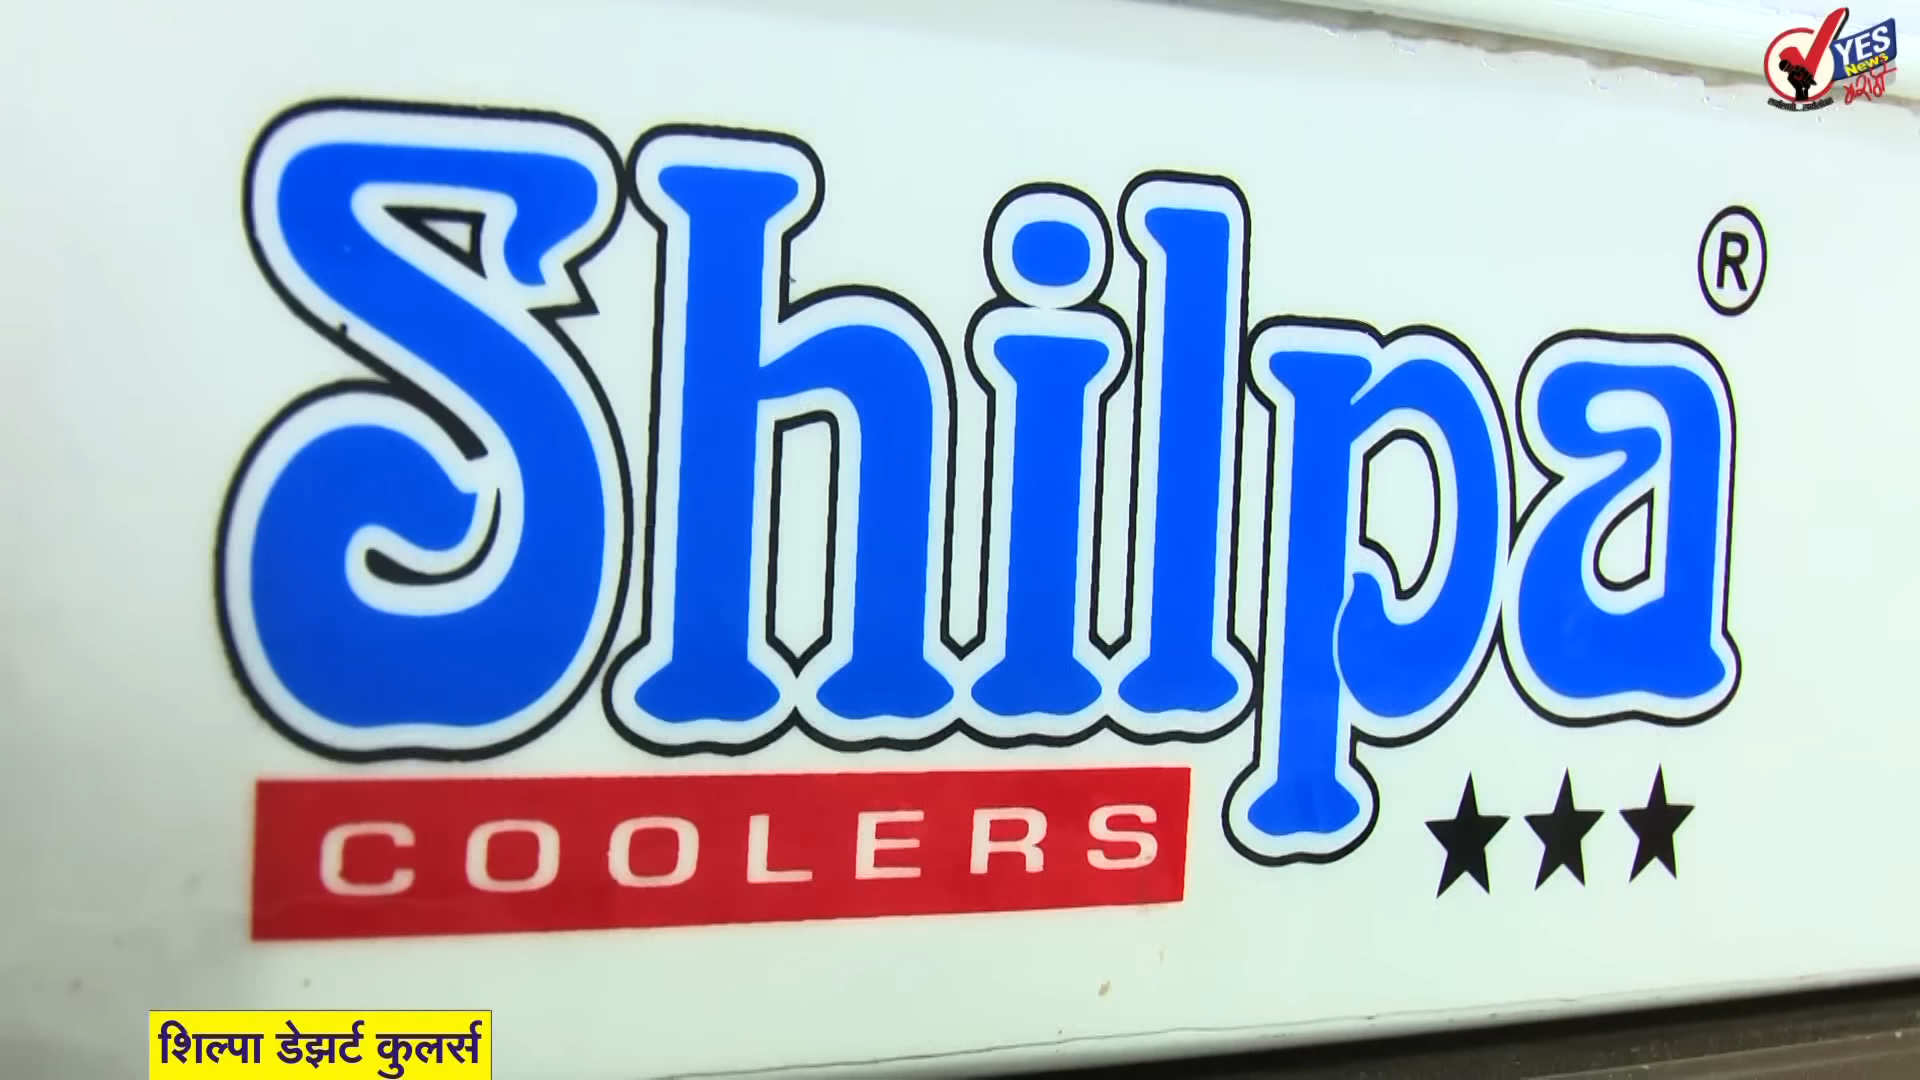 YES
News
मराठी
Shilpa
®
COOLERS
शिल्पा डेझर्ट कुलर्स